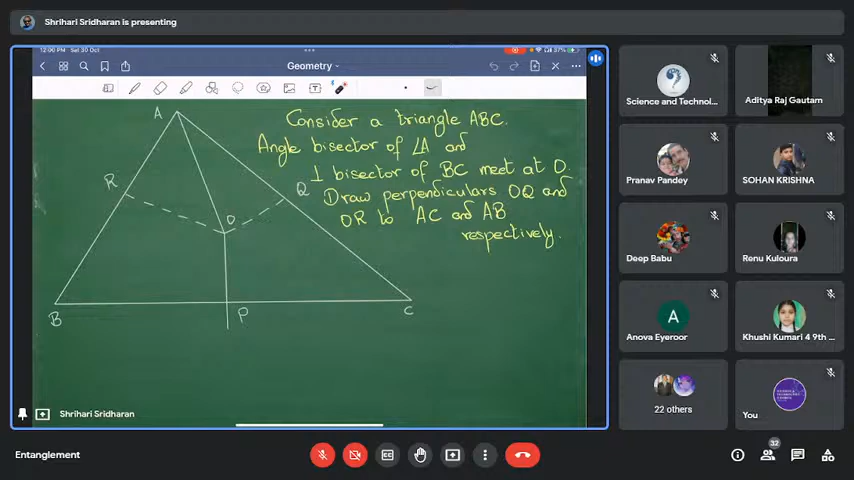 Shrihari Sridharan is presenting
12:00 PM Sat 30 Oct
37%
Geometry
Consider a triangle ABC.
Angle bisector of ∠A and
⊥ bisector of BC meet at O.
Draw perpendiculars OQ and
OR to AC and AB
respectively.
A
R
Q
O
B
P
C
Shrihari Sridharan
Science and Technol...
Aditya Raj Gautam
Pranav Pandey
SOHAN KRISHNA
Deep Babu
Renu Kuloura
Anova Eyeroor
A
Khushi Kumari 4 9th ...
22 others
You
Entanglement
32